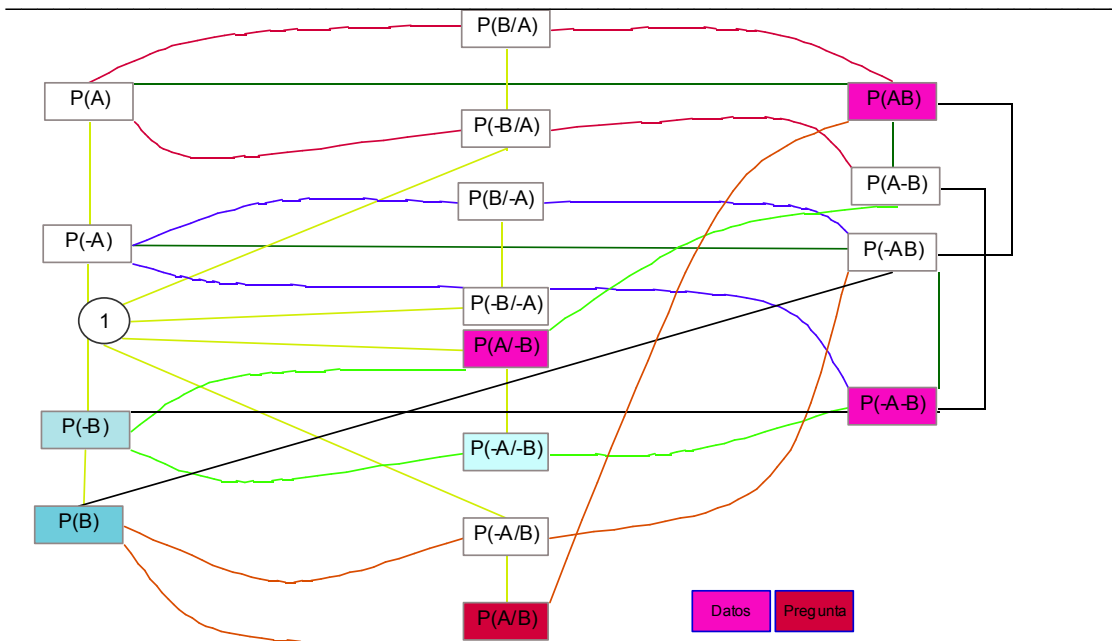 P(B/A)
P(A)
P(AB)
P(-B/A)
P(A-B)
P(B/-A)
P(-A)
P(-AB)
P(-B/-A)
1
P(A/-B)
P(-A-B)
P(-B)
P(-A/-B)
P(B)
P(-A/B)
P(A/B)
Datos
Pregunta